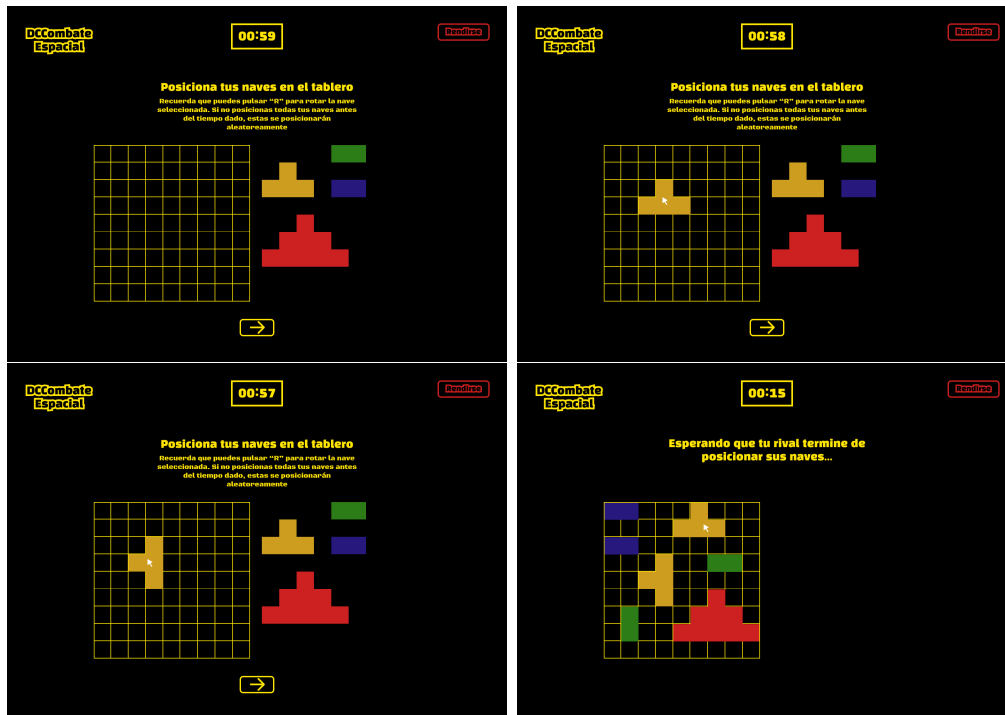 DCCombate
Espacial
00:59
Rendirse
Posiciona tus naves en el tablero
Recuerda que puedes pulsar "R" para rotar la nave
seleccionada. Si no posicionas todas tus naves antes
del tiempo dado, estas se posicionarán
aleatoreamente
DCCombate
Espacial
00:58
Rendirse
Posiciona tus naves en el tablero
Recuerda que puedes pulsar "R" para rotar la nave
seleccionada. Si no posicionas todas tus naves antes
del tiempo dado, estas se posicionarán
aleatoreamente
DCCombate
Espacial
00:57
Rendirse
Posiciona tus naves en el tablero
Recuerda que puedes pulsar "R" para rotar la nave
seleccionada. Si no posicionas todas tus naves antes
del tiempo dado, estas se posicionarán
aleatoreamente
DCCombate
Espacial
00:15
Rendirse
Esperando que tu rival termine de
posicionar sus naves...